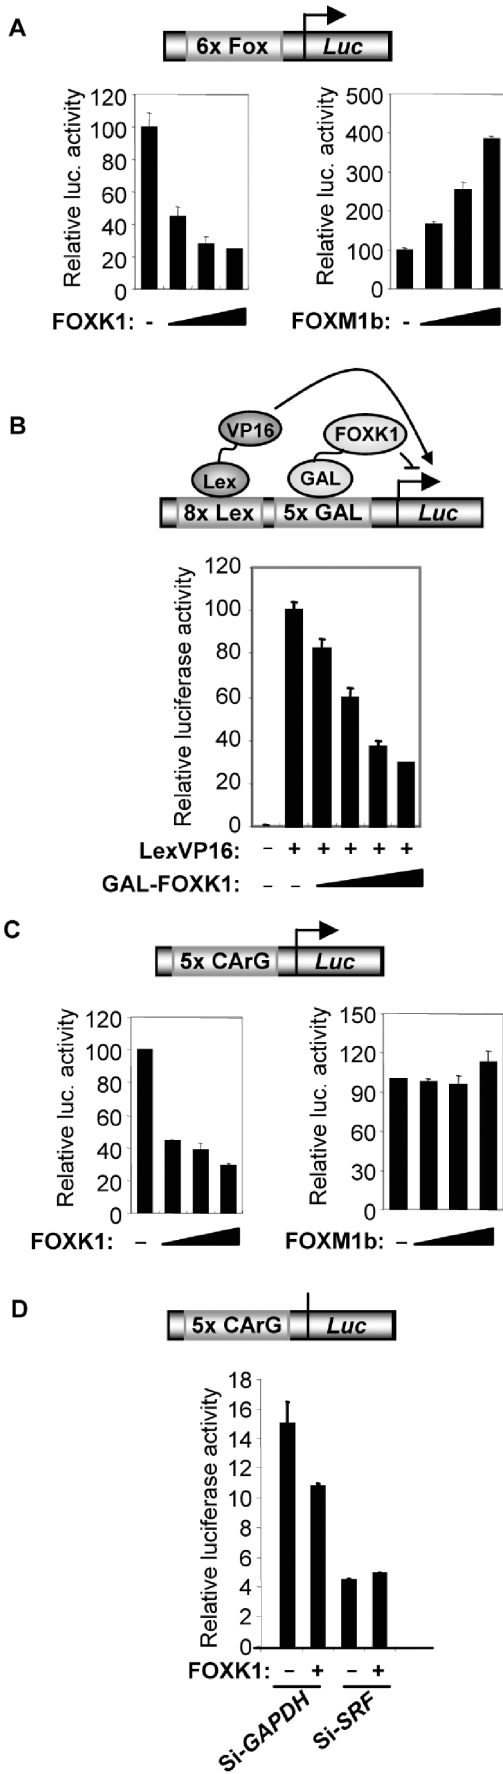 A
6x Fox
Luc
Relative luc. activity
120
100
80
60
40
20
0
FOXK1: -
Relative luc. activity
500
400
300
200
100
0
FOXM1b: -
B
VP16
FOXK1
Lex
GAL
8x Lex
5x GAL
Luc
Relative luciferase activity
120
100
80
60
40
20
0
LexVP16: – + + + + +
GAL-FOXK1: – –
C
5x CArG
Luc
Relative luc. activity
120
100
80
60
40
20
0
FOXK1: –
Relative luc. activity
150
120
90
60
30
0
FOXM1b: –
D
5x CArG
Luc
Relative luciferase activity
18
16
14
12
10
8
6
4
2
0
FOXK1: – + – +
Si-GAPDH
Si-SRF